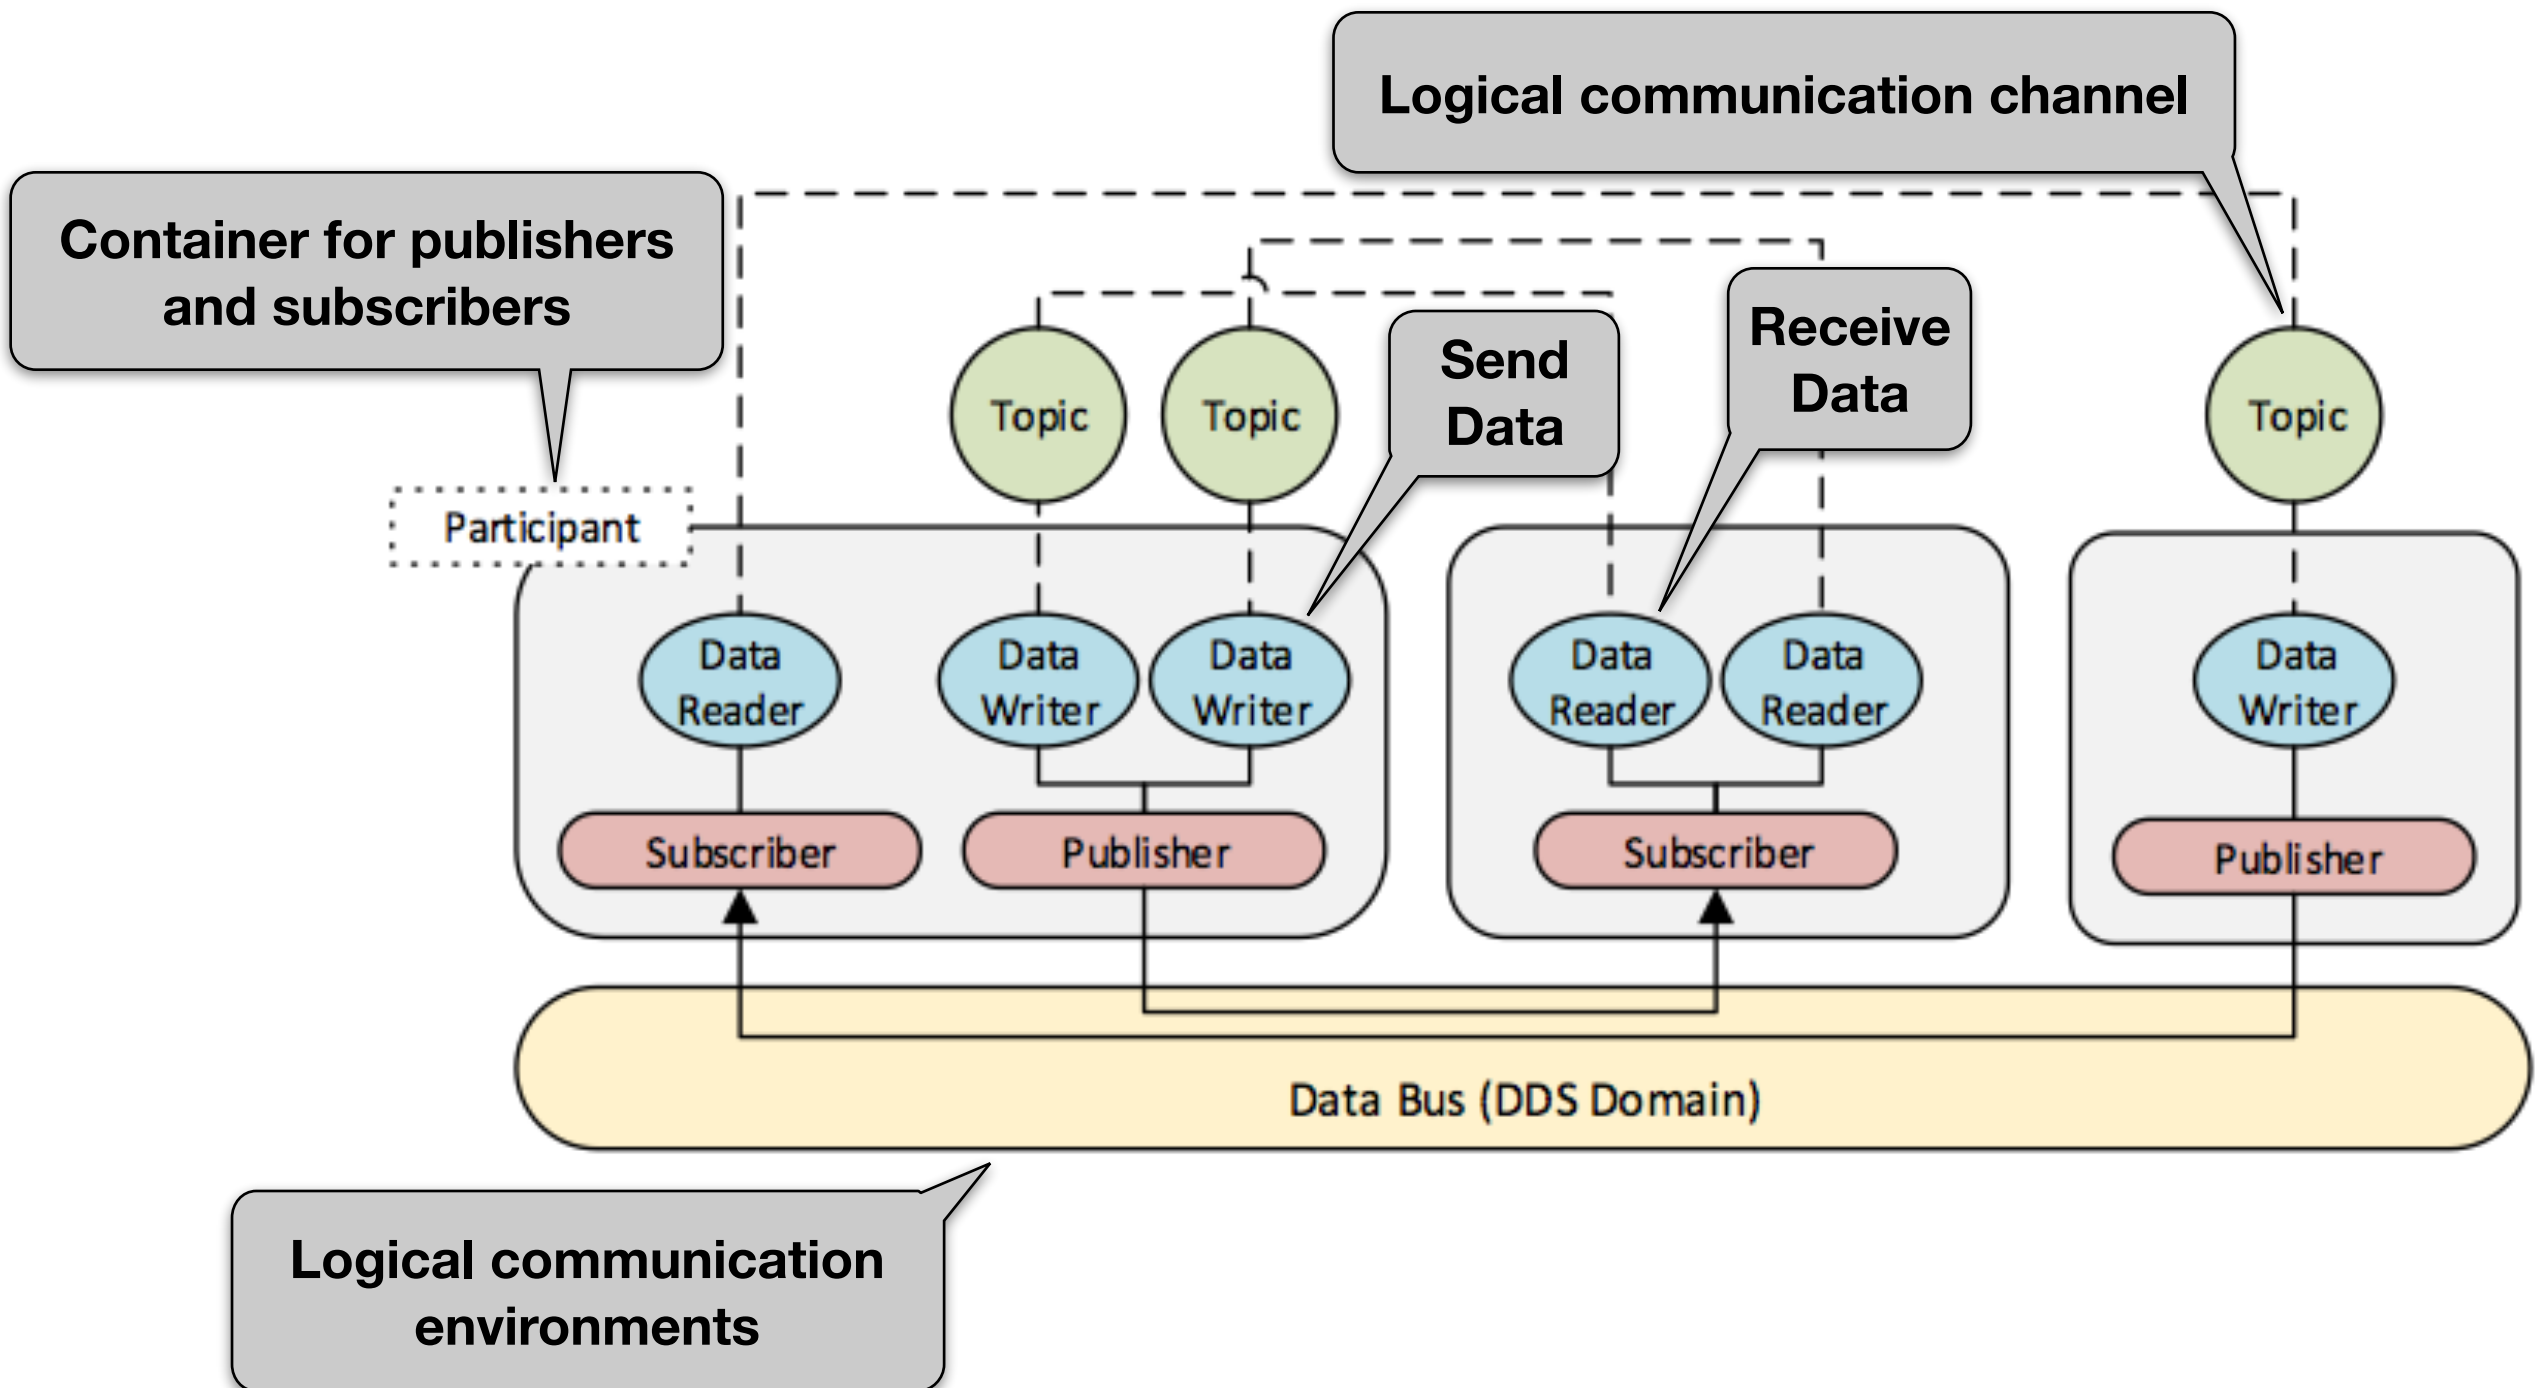 Logical communication channel
Container for publishers
and subscribers
Send
Data
Receive
Data
Topic
Topic
Topic
Participant
Data
Reader
Data
Writer
Data
Writer
Data
Reader
Data
Reader
Data
Writer
Subscriber
Publisher
Subscriber
Publisher
Data Bus (DDS Domain)
Logical communication
environments